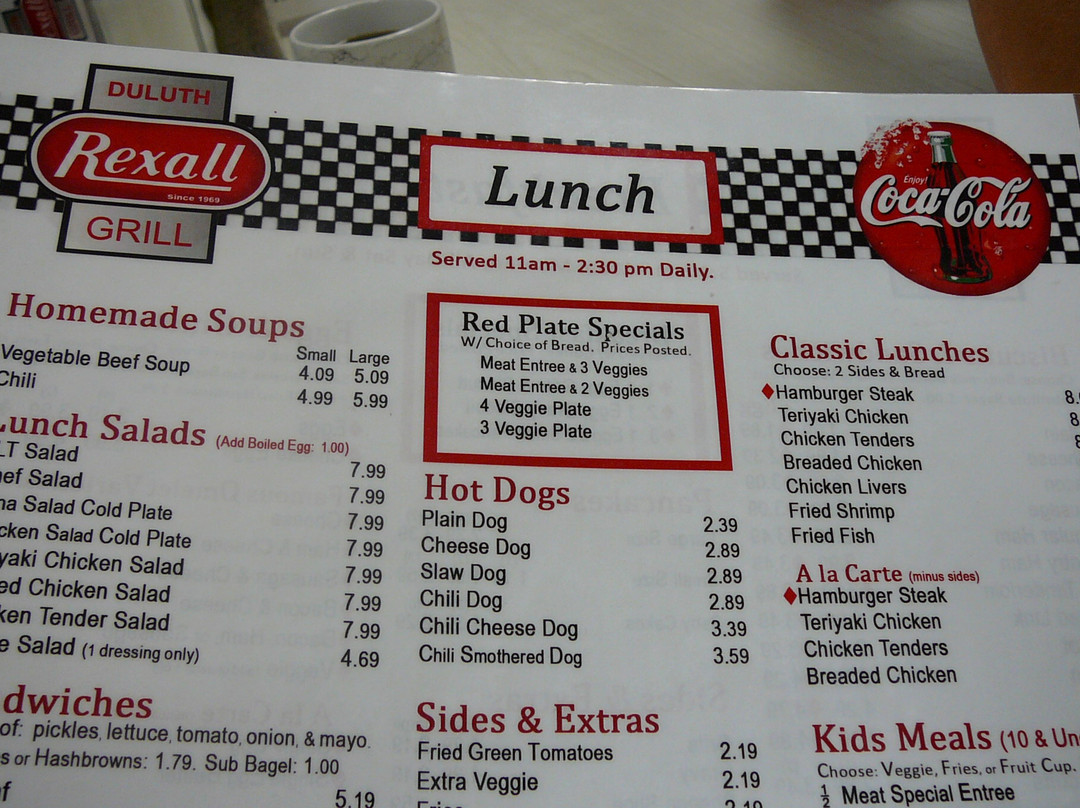 DULUTH
Rexall
Since 1969
GRILL
Lunch
Served 11am - 2:30 pm Daily.
Enjoy!
Coca-Cola
Homemade Soups
Small Large
Vegetable Beef Soup 4.09 5.09
Chili 4.99 5.99
Lunch Salads (Add Boiled Egg: 1.00)
LT Salad 7.99
ef Salad 7.99
na Salad Cold Plate 7.99
cken Salad Cold Plate 7.99
yaki Chicken Salad 7.99
ed Chicken Salad 7.99
ken Tender Salad 7.99
e Salad (1 dressing only) 4.69
dwiches
of: pickles, lettuce, tomato, onion, & mayo.
s or Hashbrowns: 1.79. Sub Bagel: 1.00
5.19
Red Plate Specials
W/ Choice of Bread. Prices Posted.
Meat Entree & 3 Veggies
Meat Entree & 2 Veggies
4 Veggie Plate
3 Veggie Plate
Hot Dogs
Plain Dog 2.39
Cheese Dog 2.89
Slaw Dog 2.89
Chili Dog 2.89
Chili Cheese Dog 3.39
Chili Smothered Dog 3.59
Sides & Extras
Fried Green Tomatoes 2.19
Extra Veggie 2.19
Fries 2.19
Classic Lunches
Choose: 2 Sides & Bread
Hamburger Steak 8.
Teriyaki Chicken 8
Chicken Tenders
Breaded Chicken
Chicken Livers
Fried Shrimp
Fried Fish
A la Carte (minus sides)
Hamburger Steak
Teriyaki Chicken
Chicken Tenders
Breaded Chicken
Kids Meals (10 & Un
Choose: Veggie, Fries, or Fruit Cup.
½ Meat Special Entree